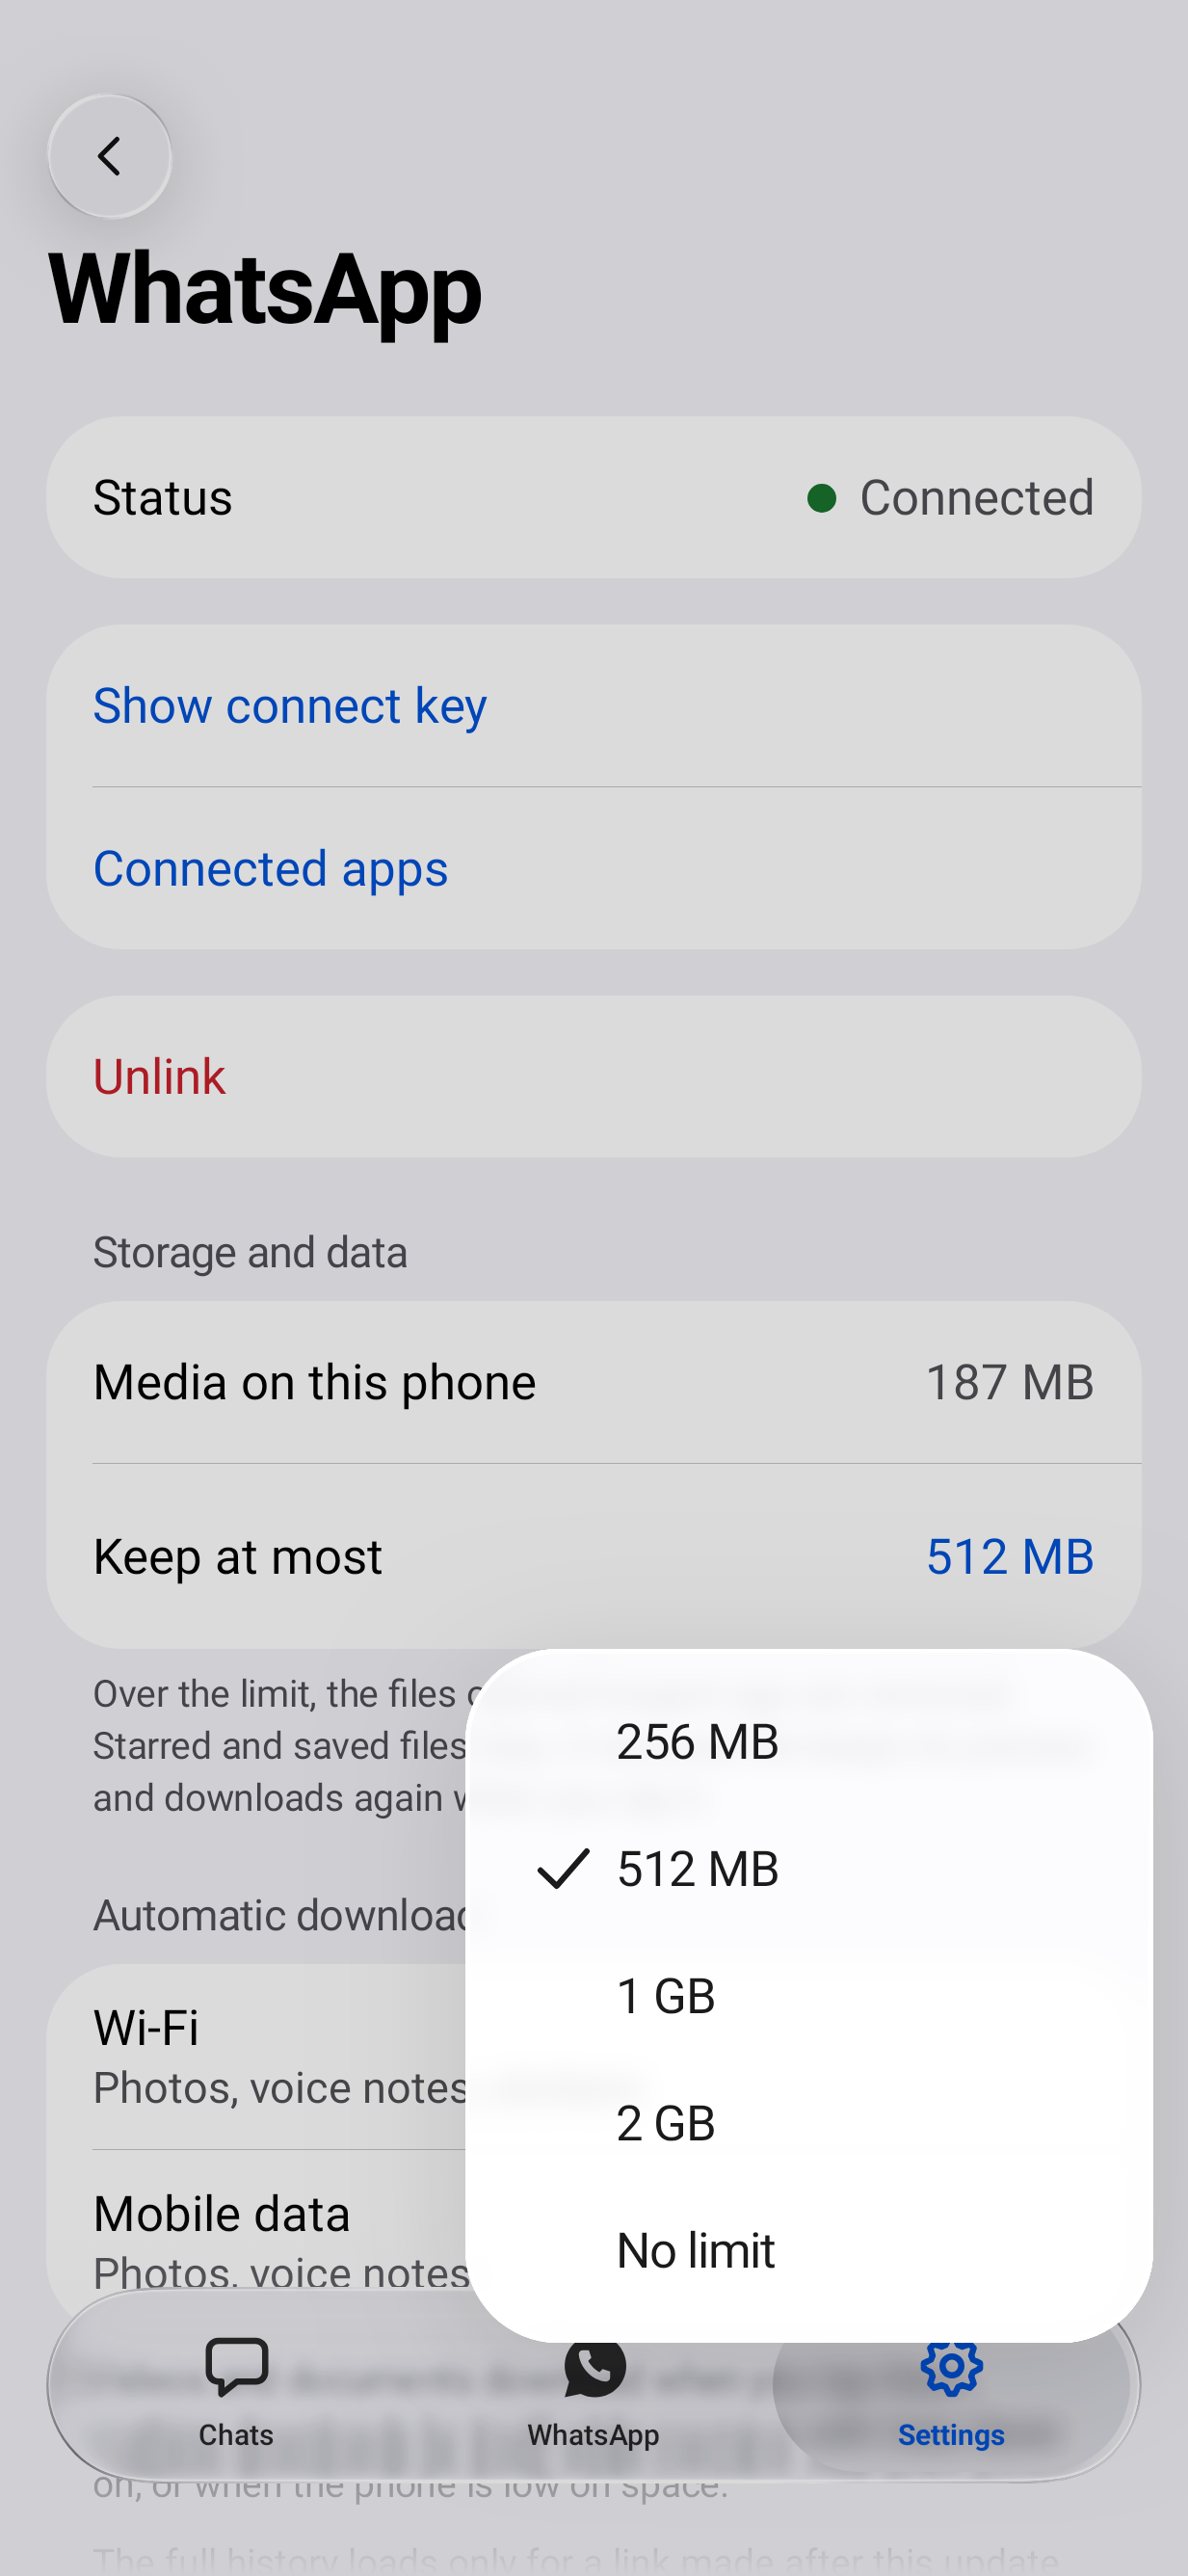 WhatsApp
Status
Connected
Show connect key
Connected apps
Unlink
Storage and data
Media on this phone
187 MB
Keep at most
512 MB
Over the limit, the files
Starred and saved files
and downloads again
256 MB
512 MB
1 GB
2 GB
No limit
Automatic download
Wi-Fi
Photos, voice notes
Mobile data
Photos, voice notes
Chats
WhatsApp
Settings
on, or when the phone is low on space.
The full history loads only for a link made after this update